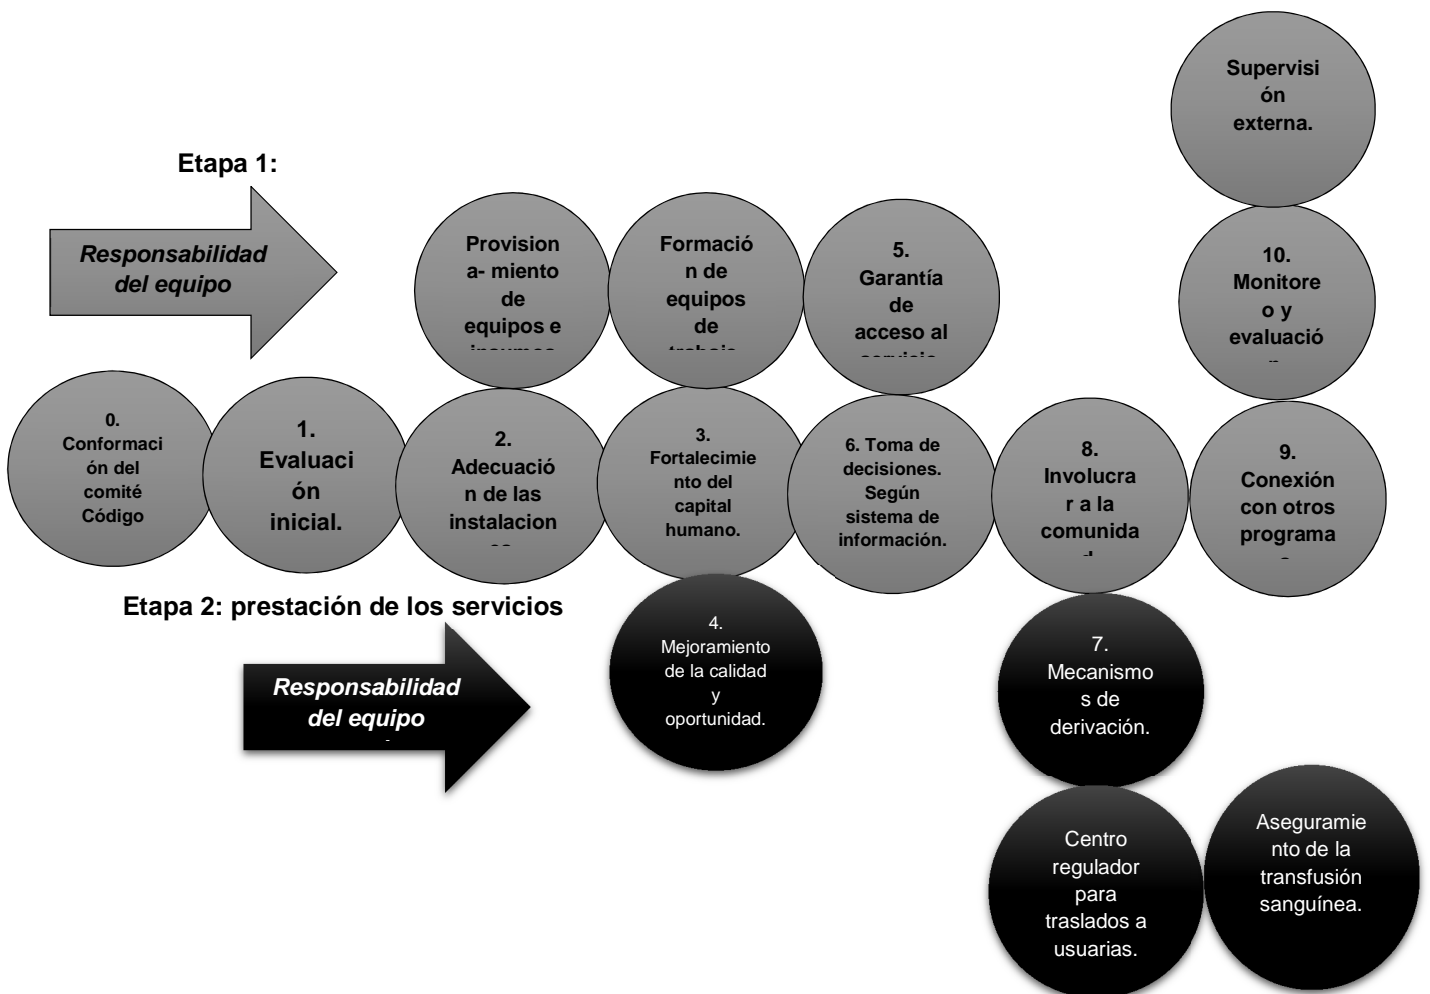 Supervisi
ón
externa.
Etapa 1:
Responsabilidad
del equipo
Provision
a- miento
de
equipos e
Formació
n de
equipos
de
5.
Garantía
de
acceso al
10.
Monitore
o y
evaluació
0.
Conformaci
ón del
comité
Código
1.
Evaluaci
ón
inicial.
2.
Adecuació
n de las
instalacion
3.
Fortalecimie
nto del
capital
humano.
6. Toma de
decisiones.
Según
sistema de
información.
8.
Involucra
r a la
comunida
9.
Conexión
con otros
programa
Etapa 2: prestación de los servicios
Responsabilidad
del equipo
4.
Mejoramiento
de la calidad
y
oportunidad.
7.
Mecanismo
s de
derivación.
Centro
regulador
para
traslados a
usuarias.
Aseguramie
nto de la
transfusión
sanguínea.